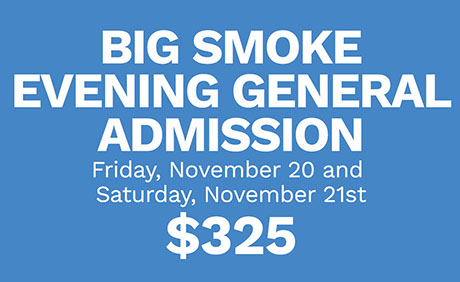 BIG SMOKE
EVENING GENERAL
ADMISSION
Friday, November 20 and
Saturday, November 21st
$325